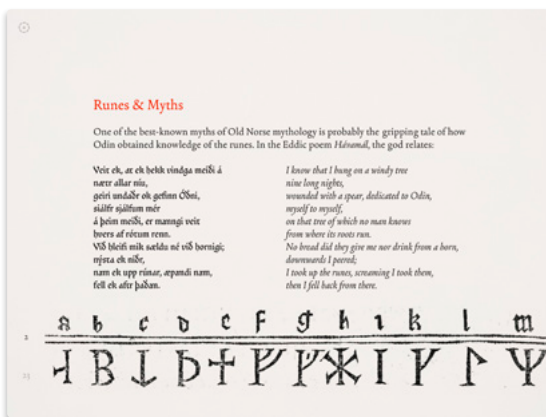 Runes & Myths
One of the best-known myths of Old Norse mythology is probably the gripping tale of how
Odin obtained knowledge of the runes. In the Eddic poem Hávamál, the god relates:
Veit ek, at ek hekk vindga meiði á
nætr allar níu,
geiri undaðr ok gefinn Óðni,
siálfr siálfum mér
á þeim meiði, er manngi veit
hvers af rótum renn.
Við hleifi mik sældu né við hornigi;
nýsta ek niðr,
nam ek upp rúnar, æpandi nam,
fell ek aftr þaðan.
I know that I hung on a windy tree
nine long nights,
wounded with a spear, dedicated to Odin,
myself to myself,
on that tree of which no man knows
from where its roots run.
No bread did they give me nor drink from a horn,
downwards I peered;
I took up the runes, screaming I took them,
then I fell back from there.
a b c d e f g h i k l m
2
ᛆ ᛒ ᛦ ᚦ ᛂ ᚠ ᚵ ᚼ ᛁ ᚴ ᛚ ᛘ